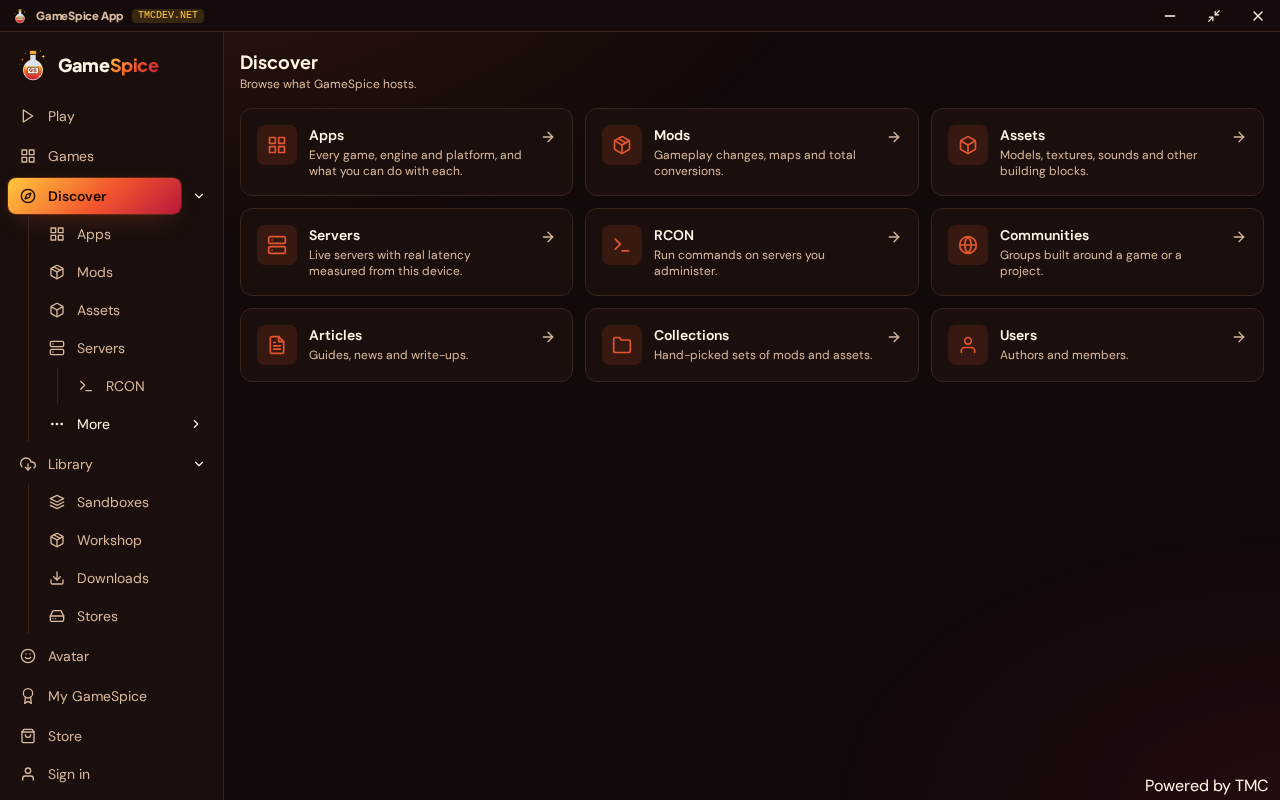 GameSpice App TMCDEV.NET
GameSpice
Play
Games
Discover
Apps
Mods
Assets
Servers
RCON
More
Library
Sandboxes
Workshop
Downloads
Stores
Avatar
My GameSpice
Store
Sign in
Discover
Browse what GameSpice hosts.
Apps
Every game, engine and platform, and
what you can do with each.
Mods
Gameplay changes, maps and total
conversions.
Assets
Models, textures, sounds and other
building blocks.
Servers
Live servers with real latency
measured from this device.
RCON
Run commands on servers you
administer.
Communities
Groups built around a game or a
project.
Articles
Guides, news and write-ups.
Collections
Hand-picked sets of mods and assets.
Users
Authors and members.
Powered by TMC